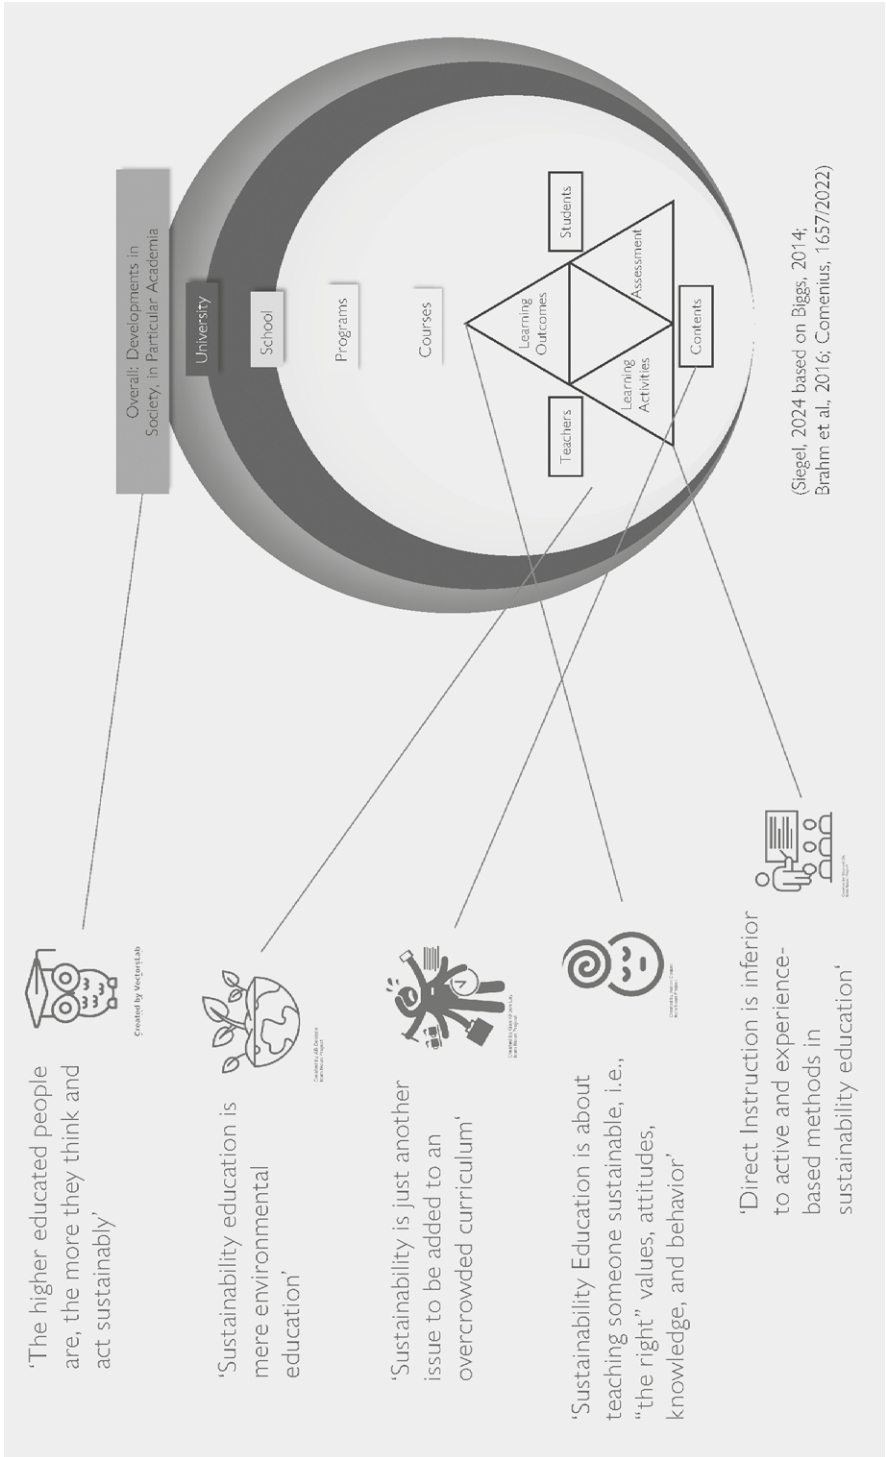 'The higher educated people
are, the more they think and
act sustainably'
Created by VectorsLab
'Sustainability education is
mere environmental
education'
'Sustainability is just another
issue to be added to an
overcrowded curriculum'
'Sustainability Education is about
teaching someone sustainable, i.e.,
"the right" values, attitudes,
knowledge, and behavior'
'Direct Instruction is inferior
to active and experience-
based methods in
sustainability education'
Overall: Developments in
Society, in Particular Academia
University
School
Programs
Courses
Teachers
Students
Learning
Outcomes
Learning
Activities
Assessment
Contents
(Siegel, 2024 based on Biggs, 2014;
Brahm et al., 2016; Comenius, 1657/2022)